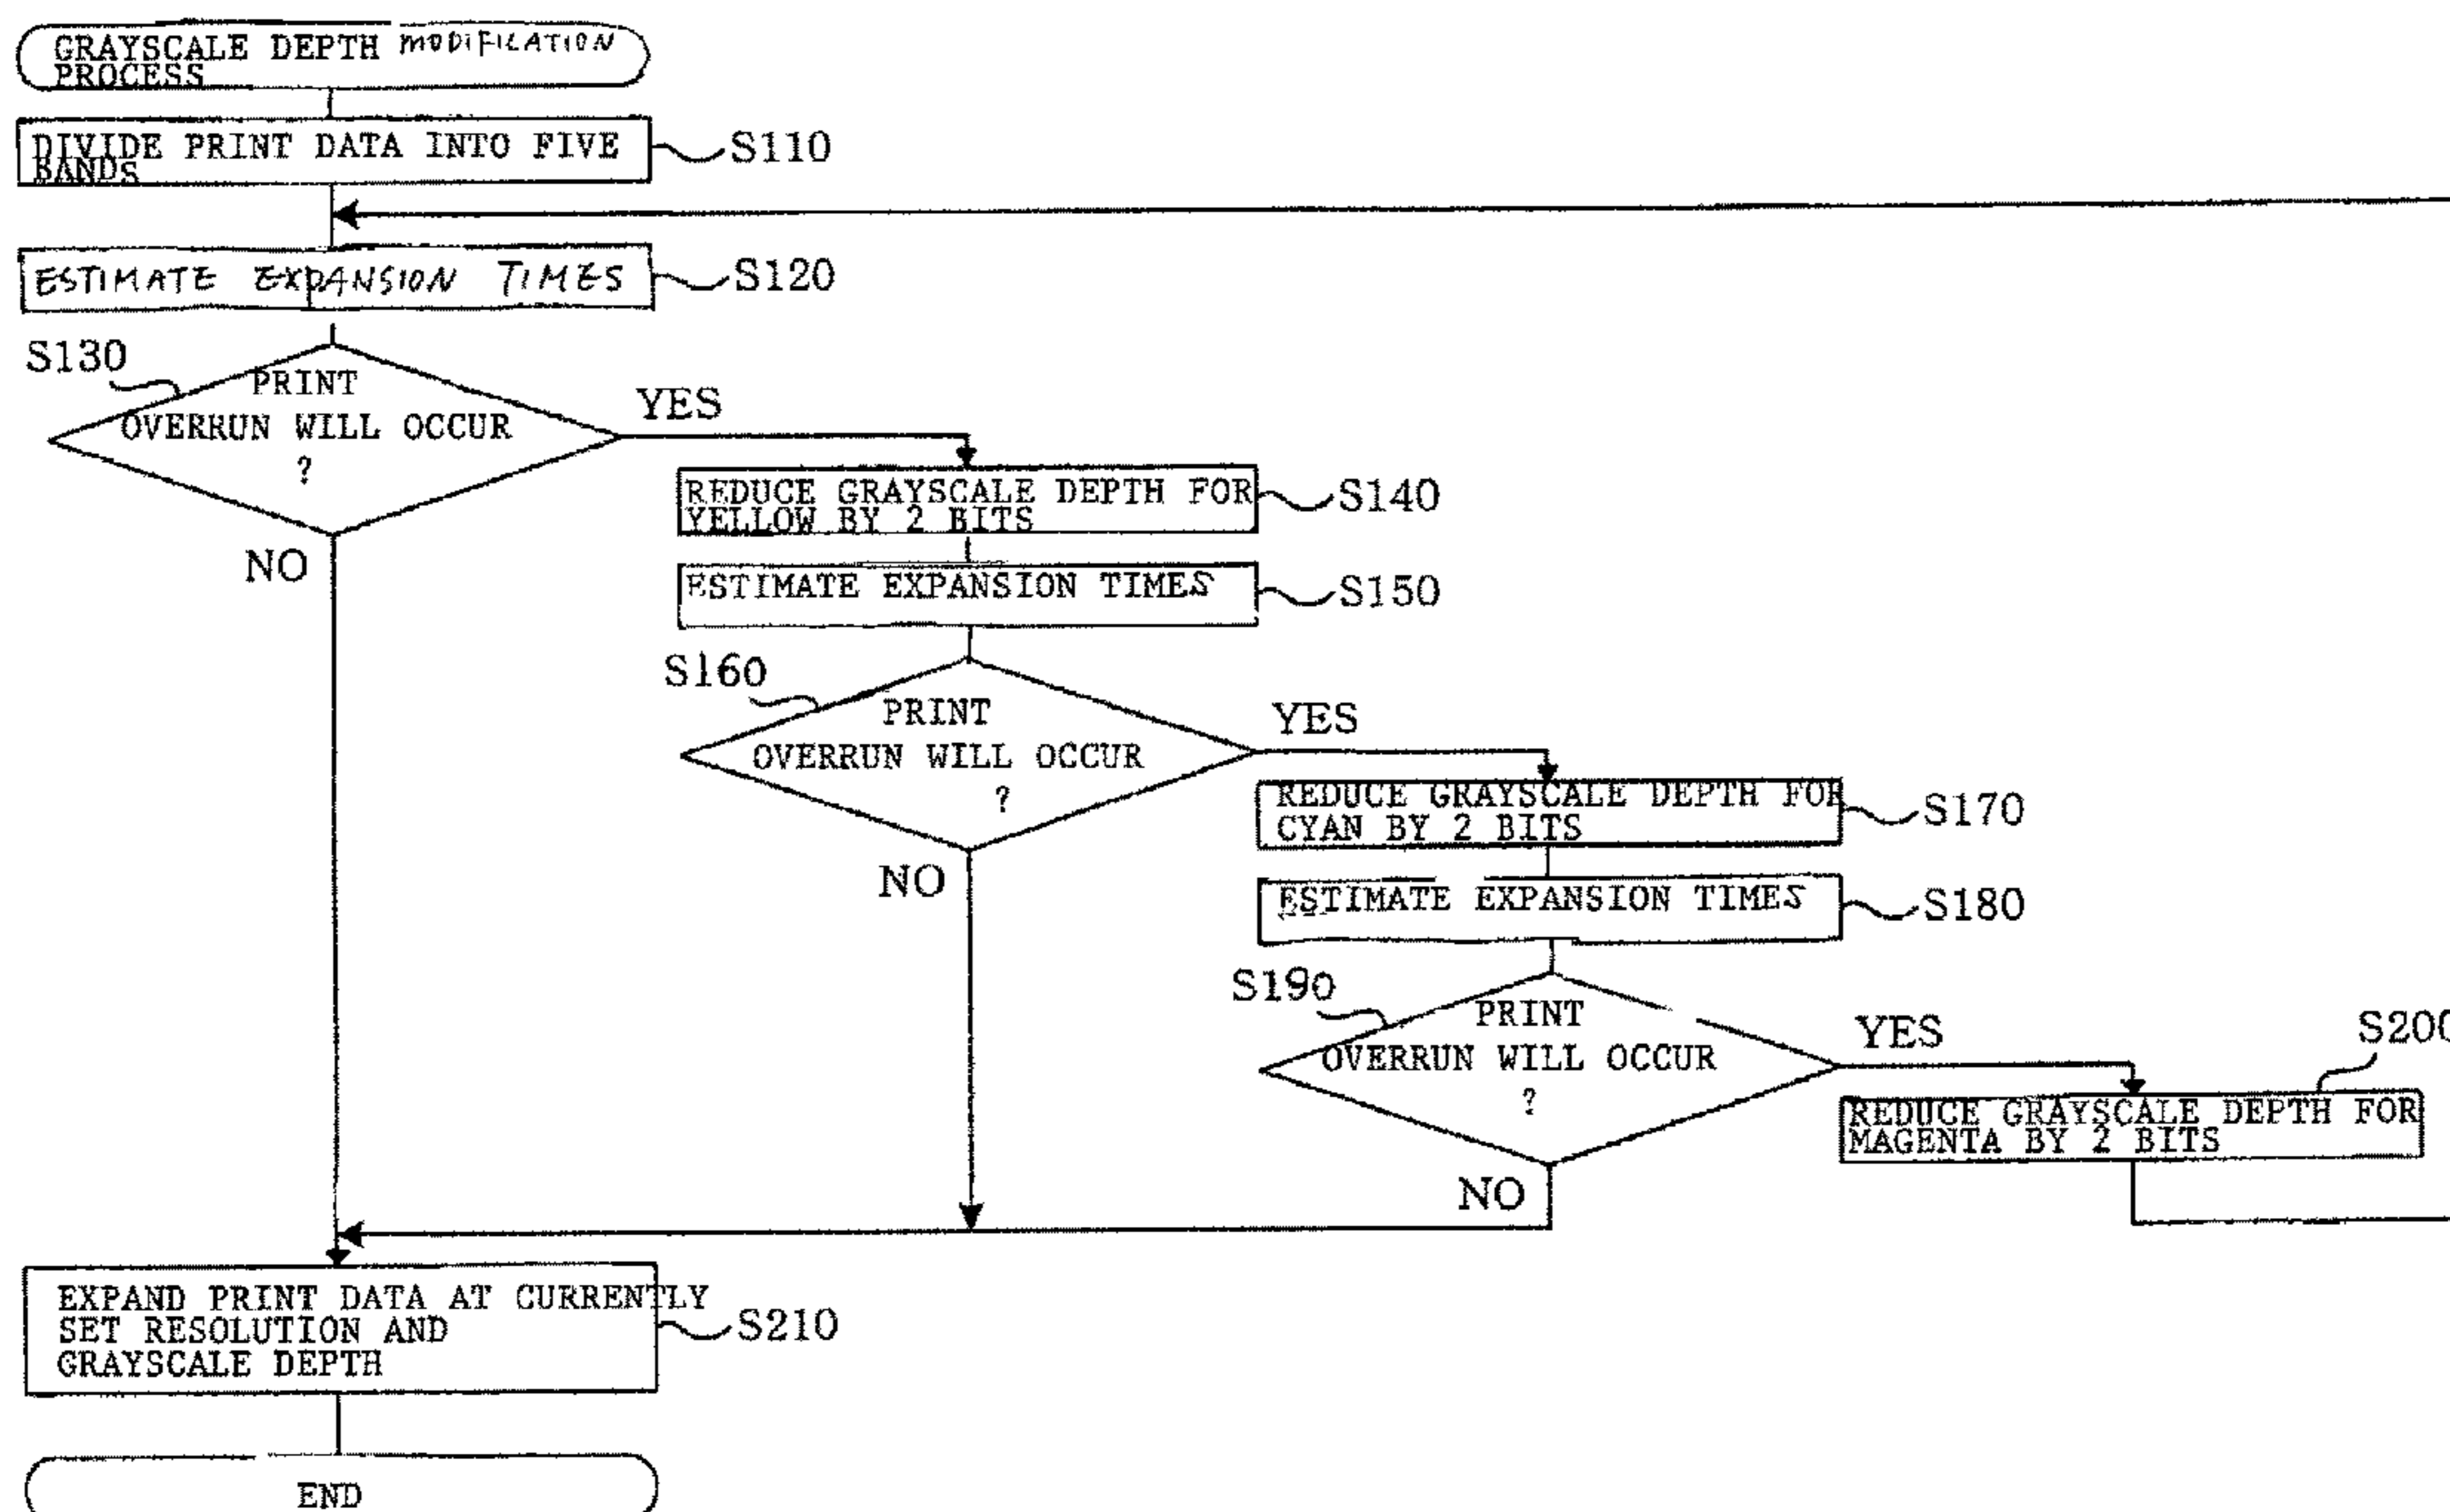 GRAYSCALE DEPTH MODIFICATION
PROCESS
DIVIDE PRINT DATA INTO FIVE
BANDS
S110
ESTIMATE EXPANSION TIMES
S120
S130
PRINT
OVERRUN WILL OCCUR
?
YES
NO
REDUCE GRAYSCALE DEPTH FOR
YELLOW BY 2 BITS
S140
ESTIMATE EXPANSION TIMES
S150
S160
PRINT
OVERRUN WILL OCCUR
?
YES
NO
REDUCE GRAYSCALE DEPTH FOR
CYAN BY 2 BITS
S170
ESTIMATE EXPANSION TIMES
S180
S190
PRINT
OVERRUN WILL OCCUR
?
YES
NO
S200
REDUCE GRAYSCALE DEPTH FOR
MAGENTA BY 2 BITS
EXPAND PRINT DATA AT CURRENTLY
SET RESOLUTION AND
GRAYSCALE DEPTH
S210
END